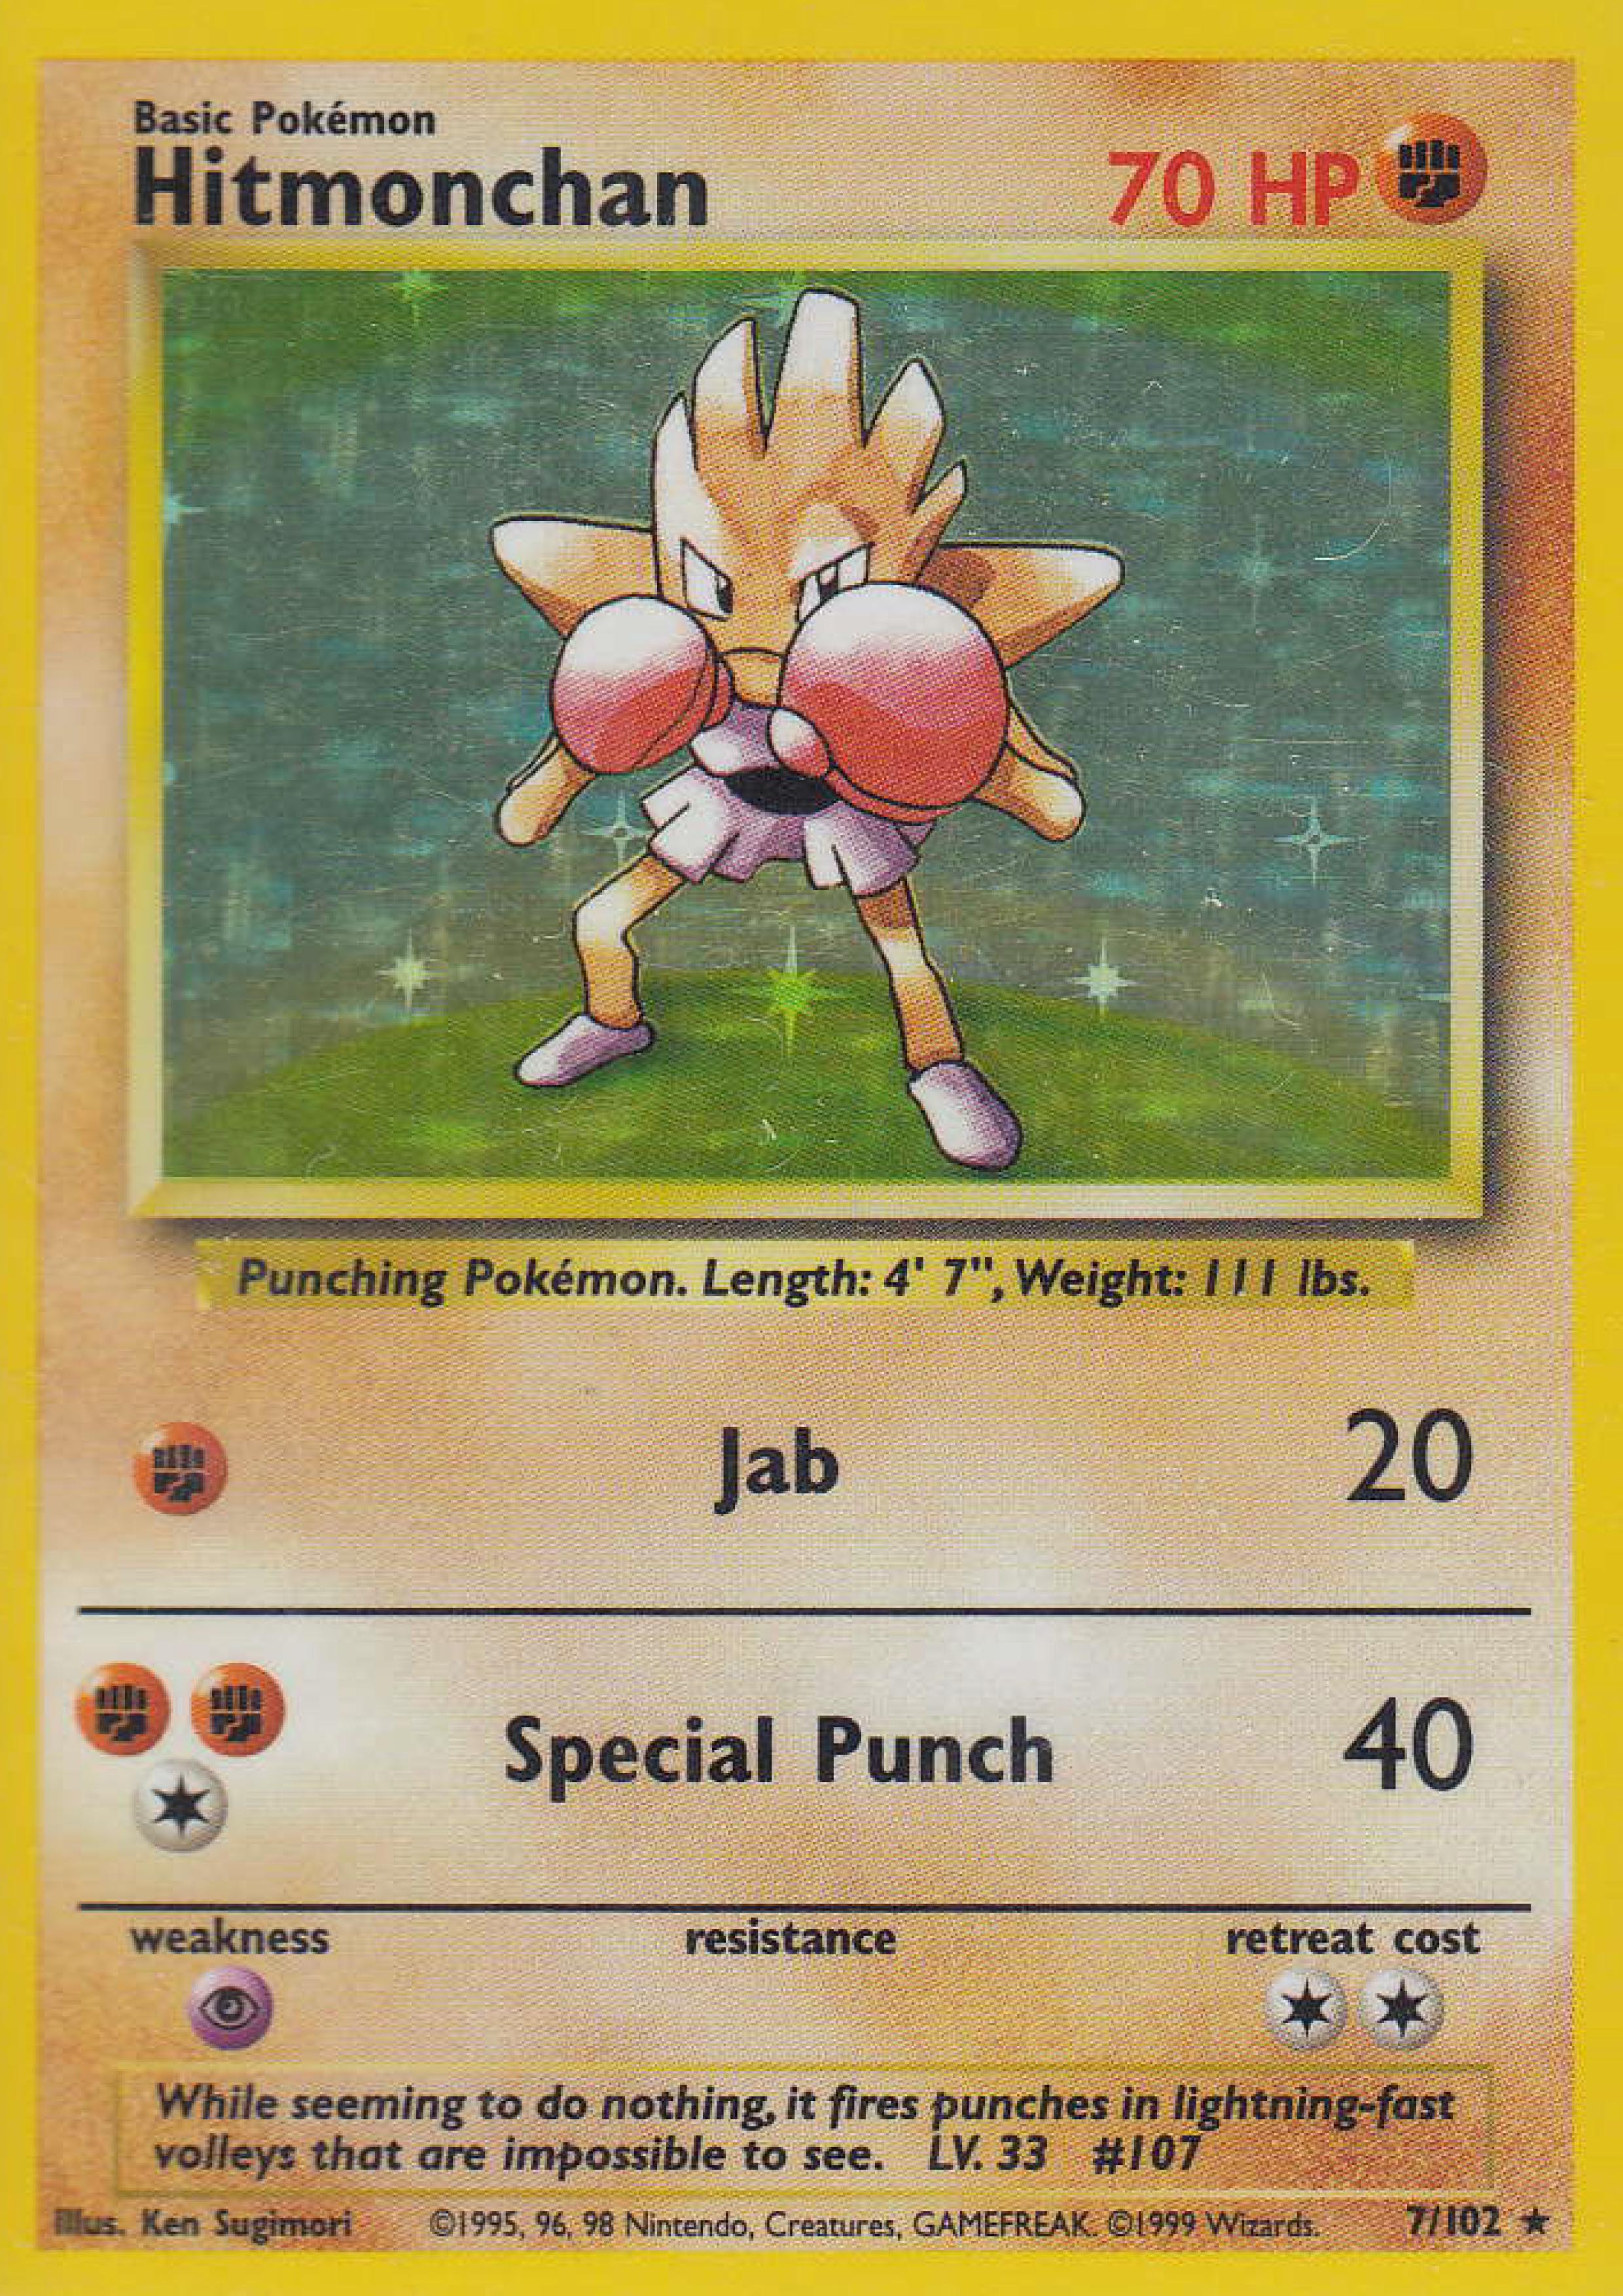 Basic Pokémon
Hitmonchan
70 HP
Punching Pokémon. Length: 4' 7", Weight: 111 lbs.
Jab 20
Special Punch 40
weakness resistance retreat cost
While seeming to do nothing, it fires punches in lightning-fast
volleys that are impossible to see. LV. 33 #107
Illus. Ken Sugimori ©1995, 96, 98 Nintendo, Creatures, GAMEFREAK. ©1999 Wizards. 7/102 ★